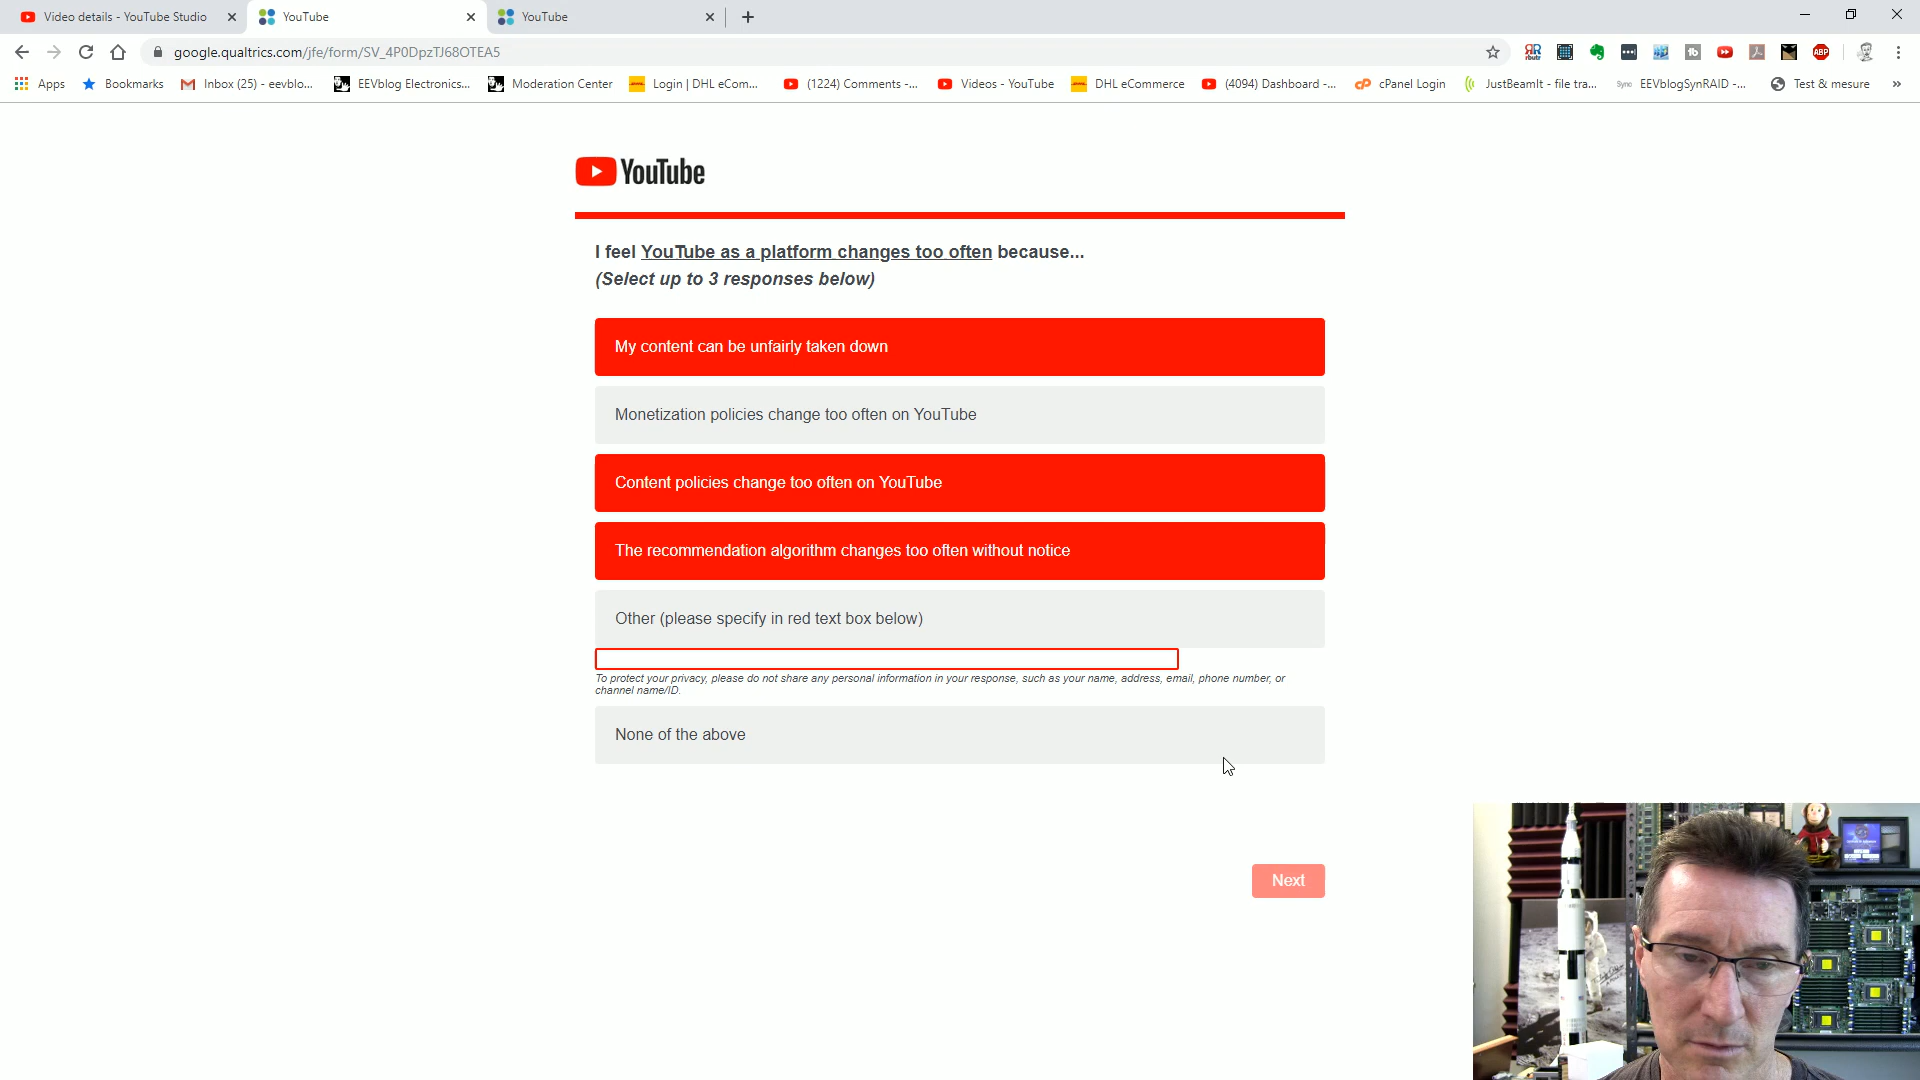 Video details - YouTube Studio
YouTube
YouTube
google.qualtrics.com/jfe/form/SV_4P0DpzTJ68OTEA5
Apps
Bookmarks
Inbox (25) - eevblo...
EEVblog Electronics...
Moderation Center
Login | DHL eCom...
(1224) Comments -...
Videos - YouTube
DHL eCommerce
(4094) Dashboard -...
cPanel Login
JustBeamIt - file tra...
Sync
EEVblogSynRAID -...
Test & mesure
»
ABP
YouTube
I feel YouTube as a platform changes too often because...
(Select up to 3 responses below)
My content can be unfairly taken down
Monetization policies change too often on YouTube
Content policies change too often on YouTube
The recommendation algorithm changes too often without notice
Other (please specify in red text box below)
To protect your privacy, please do not share any personal information in your response, such as your name, address, email, phone number, or
channel name/ID.
None of the above
Next